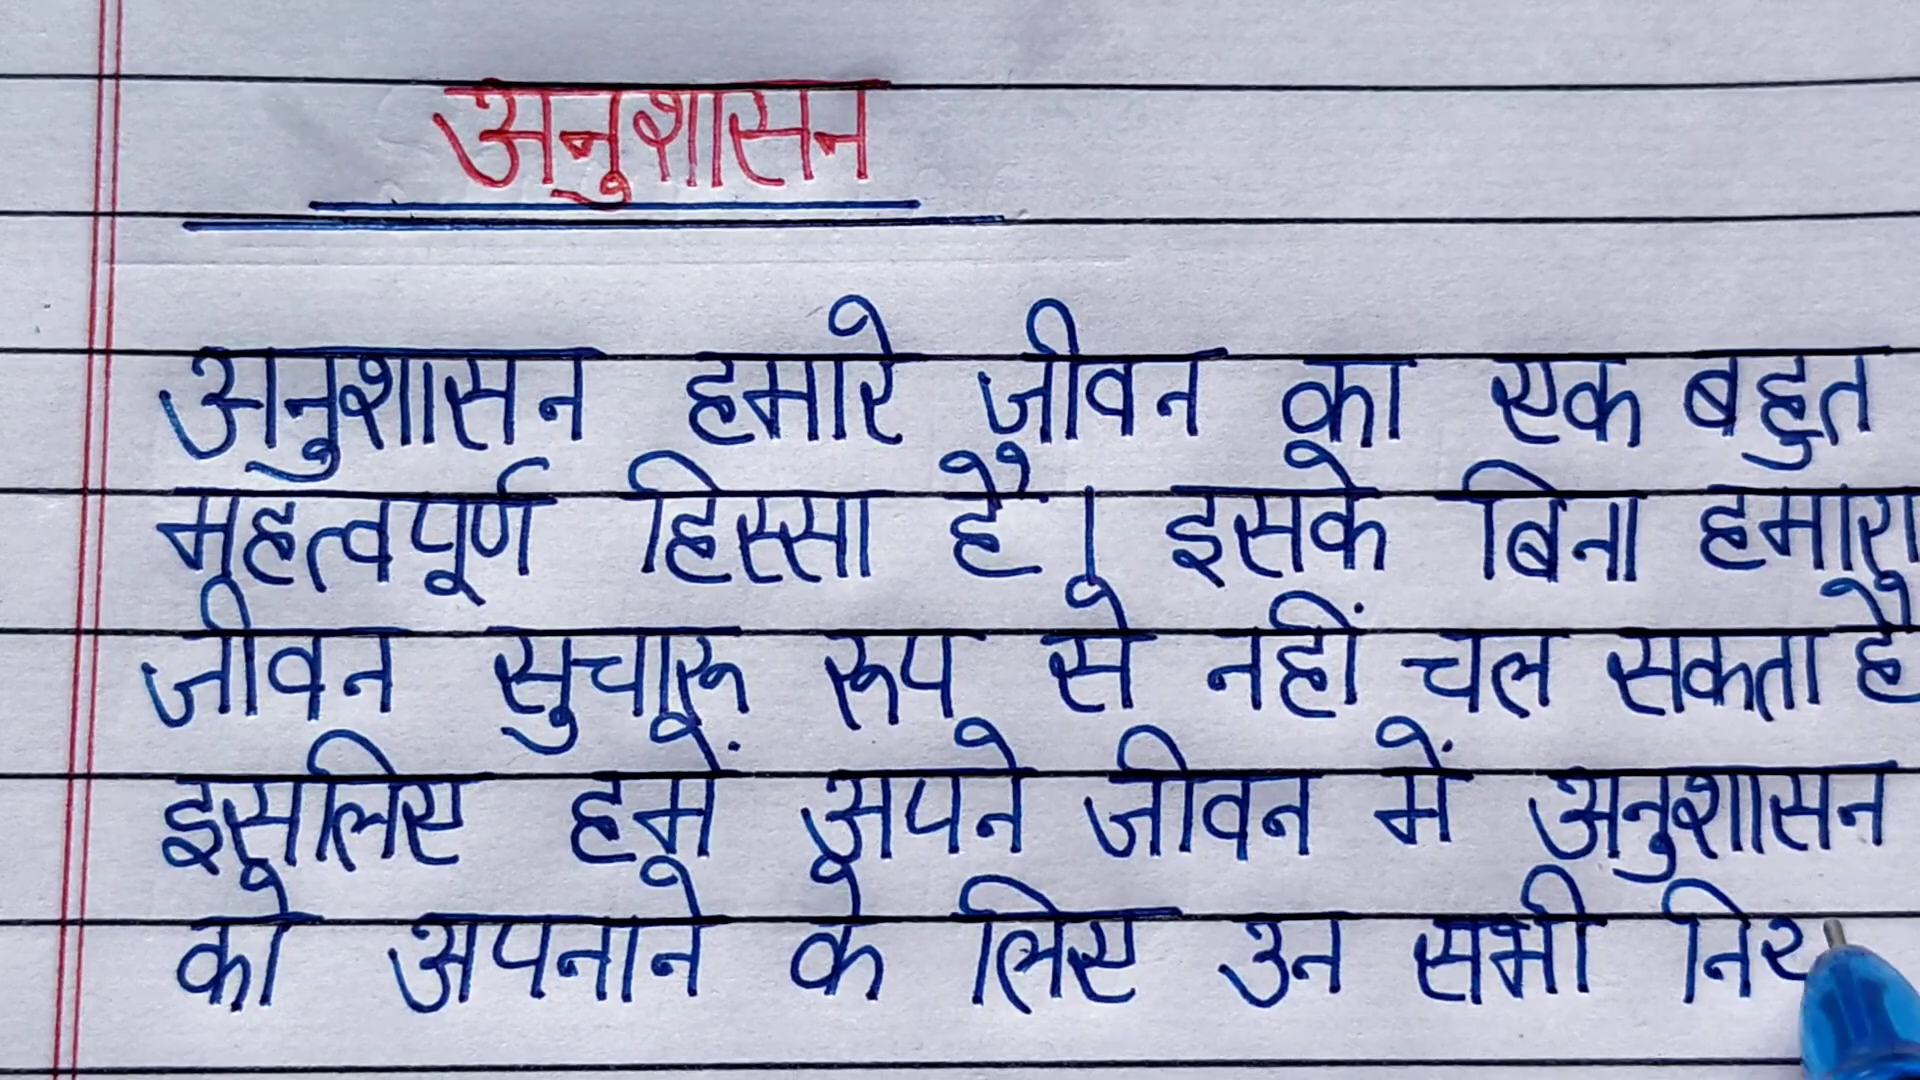 अनुशासन
अनुशासन हमारे जीवन का एक बहुत
महत्वपूर्ण हिस्सा है। इसके बिना हमारा
जीवन सुचारू रूप से नहीं चल सकता है
इसलिए हमें अपने जीवन में अनुशासन
को अपनाने के लिए उन सभी